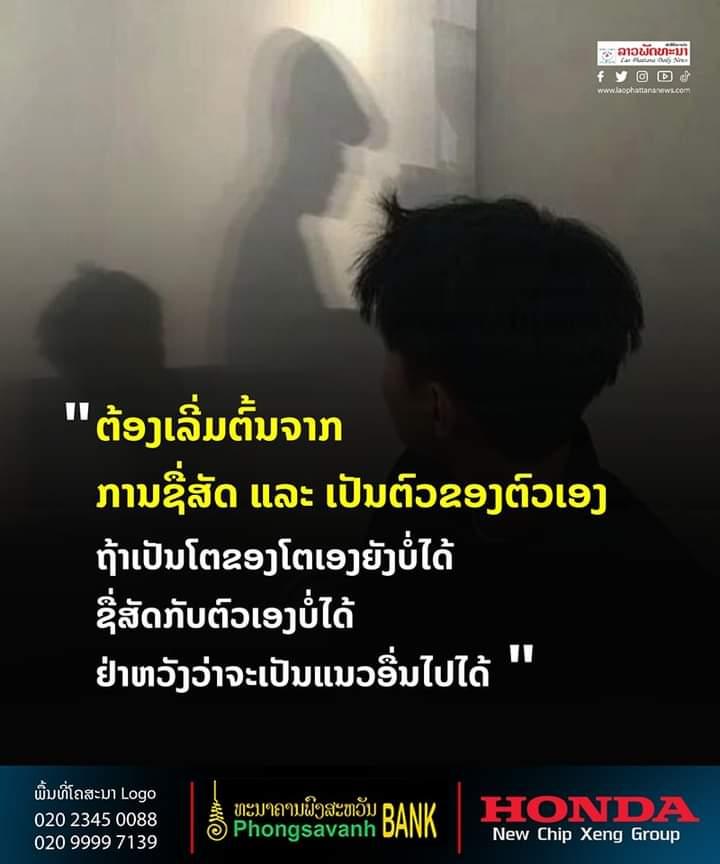 ລາວພັດທະນາ
Lao Phattana Daily News
www.laophattananews.com
" ຕ້ອງເລີ່ມຕົ້ນຈາກ
ການຊື່ສັດ ແລະ ເປັນຕົວຂອງຕົວເອງ
ຖ້າເປັນໂຕຂອງໂຕເອງຍັງບໍ່ໄດ້
ຊື່ສັດກັບຕົວເອງບໍ່ໄດ້
ຢ່າຫວັງວ່າຈະເປັນແນວອື່ນໄປໄດ້ "
ພື້ນທີ່ໂຄສະນາ Logo
020 2345 0088
020 9999 7139
ທະນາຄານພົງສະຫວັນ
Phongsavanh BANK
HONDA
New Chip Xeng Group